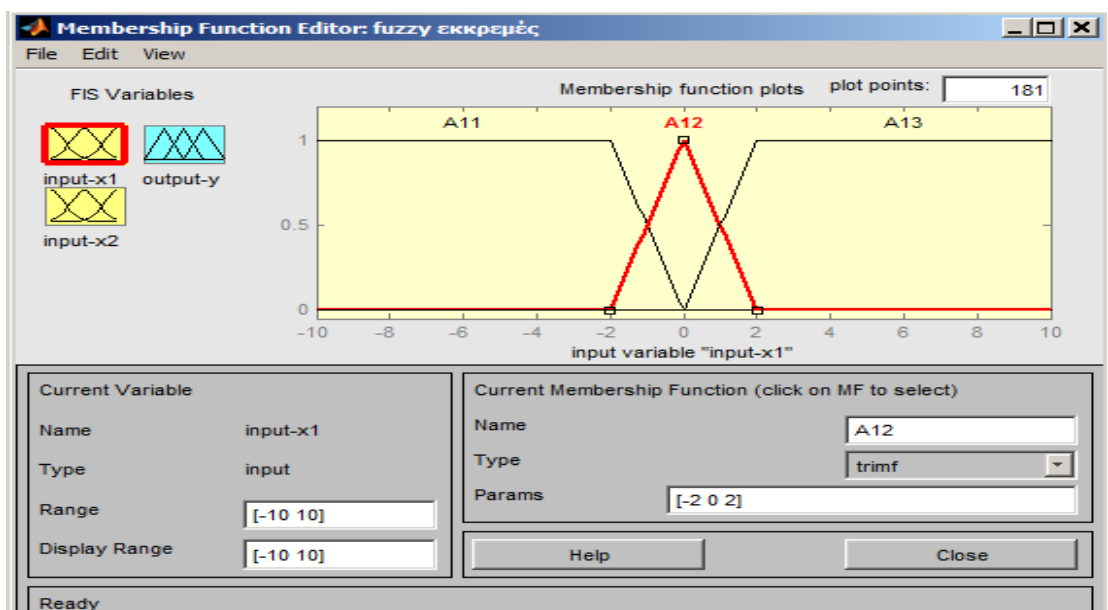 Membership Function Editor: fuzzy εκκρεμές
File Edit View
FIS Variables
Membership function plots plot points: 181
input-x1 output-y
input-x2
A11 A12 A13
1
0.5
0
-10 -8 -6 -4 -2 0 2 4 6 8 10
input variable "input-x1"
Current Variable
Name input-x1
Type input
Range [-10 10]
Display Range [-10 10]
Current Membership Function (click on MF to select)
Name A12
Type trimf
Params [-2 0 2]
Help Close
Ready